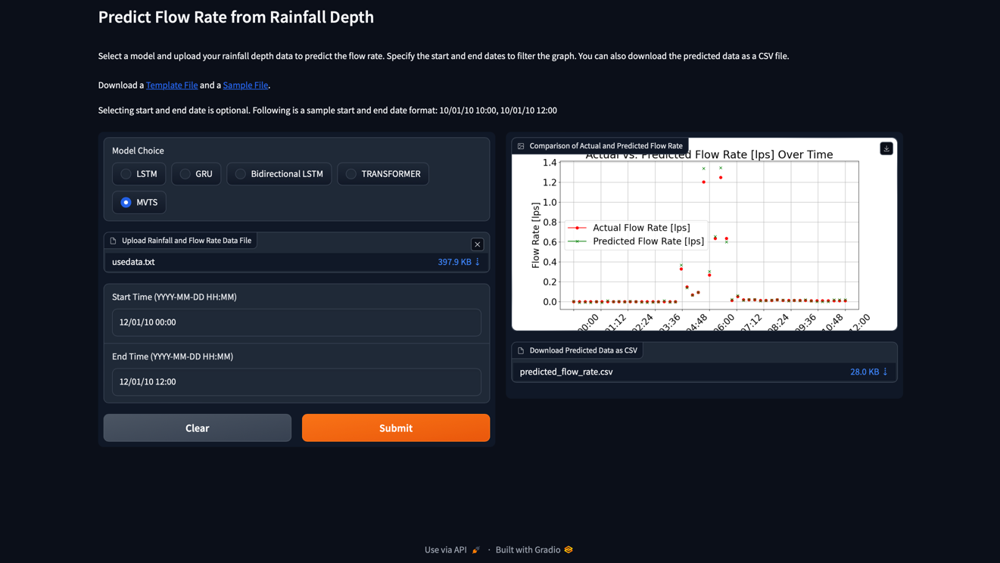 Predict Flow Rate from Rainfall Depth
Select a model and upload your rainfall depth data to predict the flow rate. Specify the start and end dates to filter the graph. You can also download the predicted data as a CSV file.
Download a Template File and a Sample File.
Selecting start and end date is optional. Following is a sample start and end date format: 10/01/10 10:00, 10/01/10 12:00
Model Choice
LSTM
GRU
Bidirectional LSTM
TRANSFORMER
MVTS
Upload Rainfall and Flow Rate Data File
usedata.txt
397.9 KB ↓
Start Time (YYYY-MM-DD HH:MM)
12/01/10 00:00
End Time (YYYY-MM-DD HH:MM)
12/01/10 12:00
Clear
Submit
Comparison of Actual and Predicted Flow Rate
Actual vs. Predicted Flow Rate [lps] Over Time
Flow Rate [lps]
1.4
1.2
1.0
0.8
0.6
0.4
0.2
0.0
Actual Flow Rate [lps]
Predicted Flow Rate [lps]
00:00
01:12
02:24
03:36
04:48
06:00
07:12
08:24
09:36
10:48
12:00
Download Predicted Data as CSV
predicted_flow_rate.csv
28.0 KB ↓
Use via API · Built with Gradio